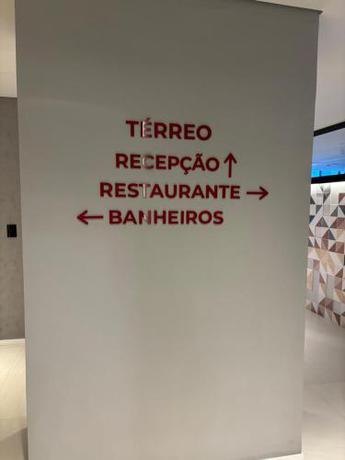 TÉRREO
RECEPÇÃO ↑
RESTAURANTE →
← BANHEIROS